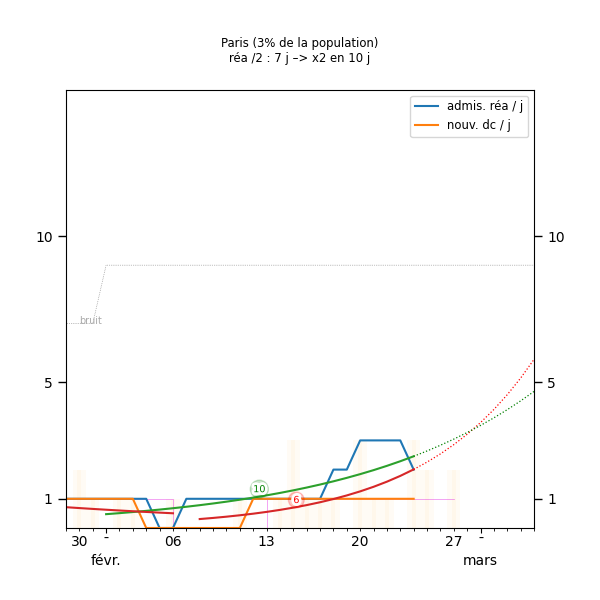 Paris (3% de la population)
réa /2 : 7 j –> x2 en 10 j
admis. réa / j
nouv. dc / j
10
10
bruit
5
5
10
6
1
1
30
-
06
13
20
27
-
févr.
mars